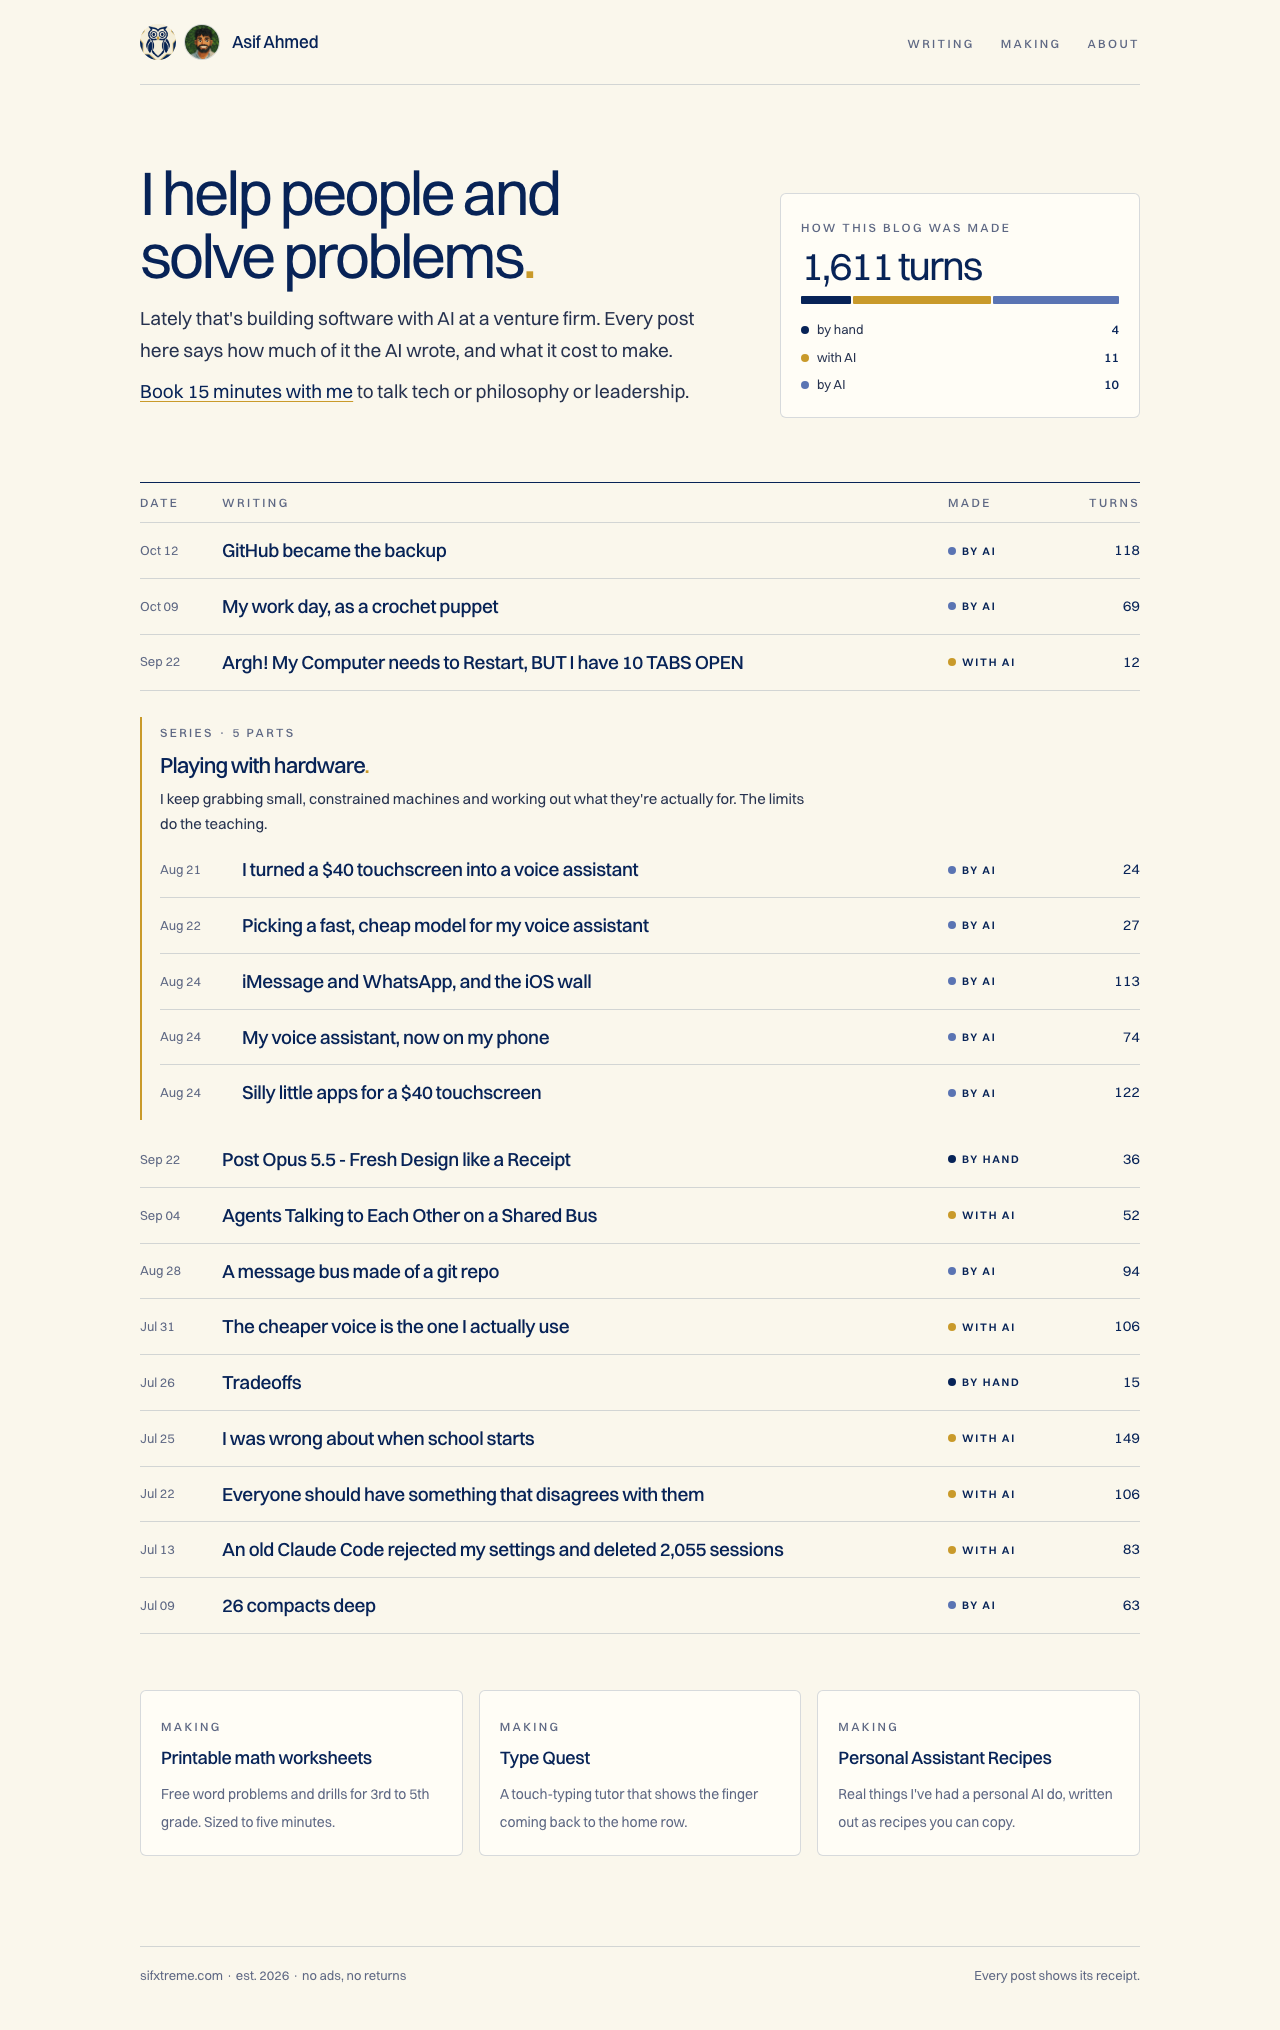 Asif Ahmed
WRITING MAKING ABOUT
I help people and
solve problems.
Lately that's building software with AI at a venture firm. Every post
here says how much of it the AI wrote, and what it cost to make.
Book 15 minutes with me to talk tech or philosophy or leadership.
HOW THIS BLOG WAS MADE
1,611 turns
by hand 4
with AI 11
by AI 10
DATE WRITING MADE TURNS
Oct 12 GitHub became the backup BY AI 118
Oct 09 My work day, as a crochet puppet BY AI 69
Sep 22 Argh! My Computer needs to Restart, BUT I have 10 TABS OPEN WITH AI 12
SERIES · 5 PARTS
Playing with hardware.
I keep grabbing small, constrained machines and working out what they're actually for. The limits
do the teaching.
Aug 21 I turned a $40 touchscreen into a voice assistant BY AI 24
Aug 22 Picking a fast, cheap model for my voice assistant BY AI 27
Aug 24 iMessage and WhatsApp, and the iOS wall BY AI 113
Aug 24 My voice assistant, now on my phone BY AI 74
Aug 24 Silly little apps for a $40 touchscreen BY AI 122
Sep 22 Post Opus 5.5 - Fresh Design like a Receipt BY HAND 36
Sep 04 Agents Talking to Each Other on a Shared Bus WITH AI 52
Aug 28 A message bus made of a git repo BY AI 94
Jul 31 The cheaper voice is the one I actually use WITH AI 106
Jul 26 Tradeoffs BY HAND 15
Jul 25 I was wrong about when school starts WITH AI 149
Jul 22 Everyone should have something that disagrees with them WITH AI 106
Jul 13 An old Claude Code rejected my settings and deleted 2,055 sessions WITH AI 83
Jul 09 26 compacts deep BY AI 63
MAKING
Printable math worksheets
Free word problems and drills for 3rd to 5th
grade. Sized to five minutes.
MAKING
Type Quest
A touch-typing tutor that shows the finger
coming back to the home row.
MAKING
Personal Assistant Recipes
Real things I've had a personal AI do, written
out as recipes you can copy.
sifxtreme.com · est. 2026 · no ads, no returns
Every post shows its receipt.